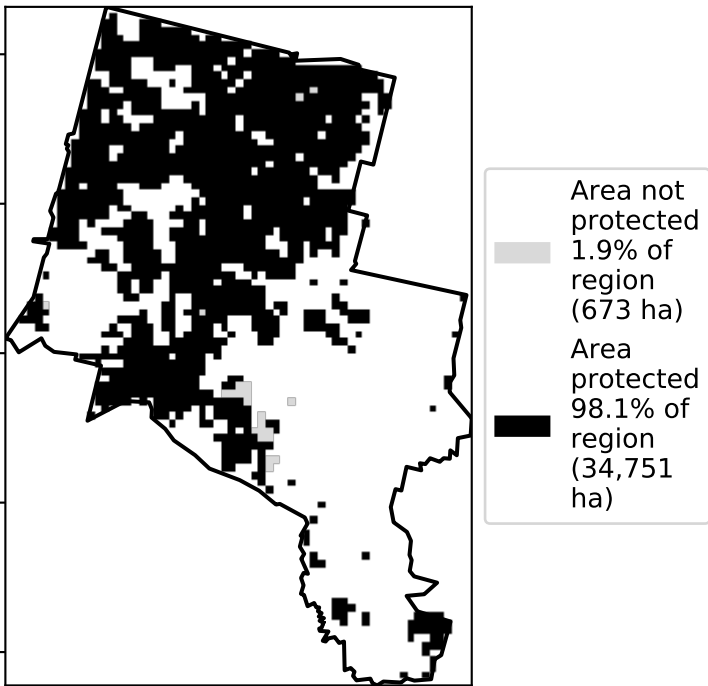 Area not
protected
1.9% of
region
(673 ha)
Area
protected
98.1% of
region
(34,751
ha)